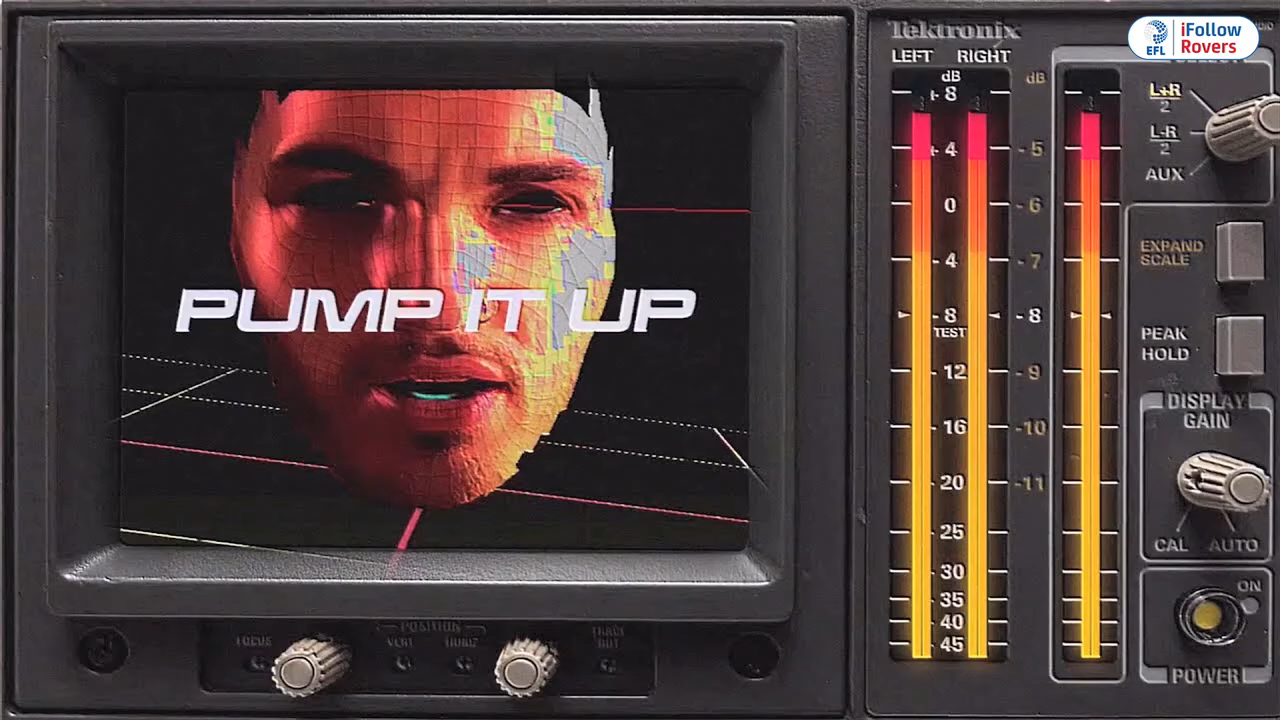 PUMP IT UP
Tektronix
EFL
iFollow
Rovers
LEFT RIGHT
dB
dB
+ 8
+ 4
0
- 4
- 8
TEST
- 12
- 16
- 20
- 25
- 30
- 35
- 40
- 45
- 5
- 6
- 7
- 8
- 9
-10
-11
L+R
2
L-R
2
AUX
EXPAND
SCALE
PEAK
HOLD
DISPLAY
GAIN
CAL AUTO
ON
POWER
POSITION
FOCUS VERT HORIZ